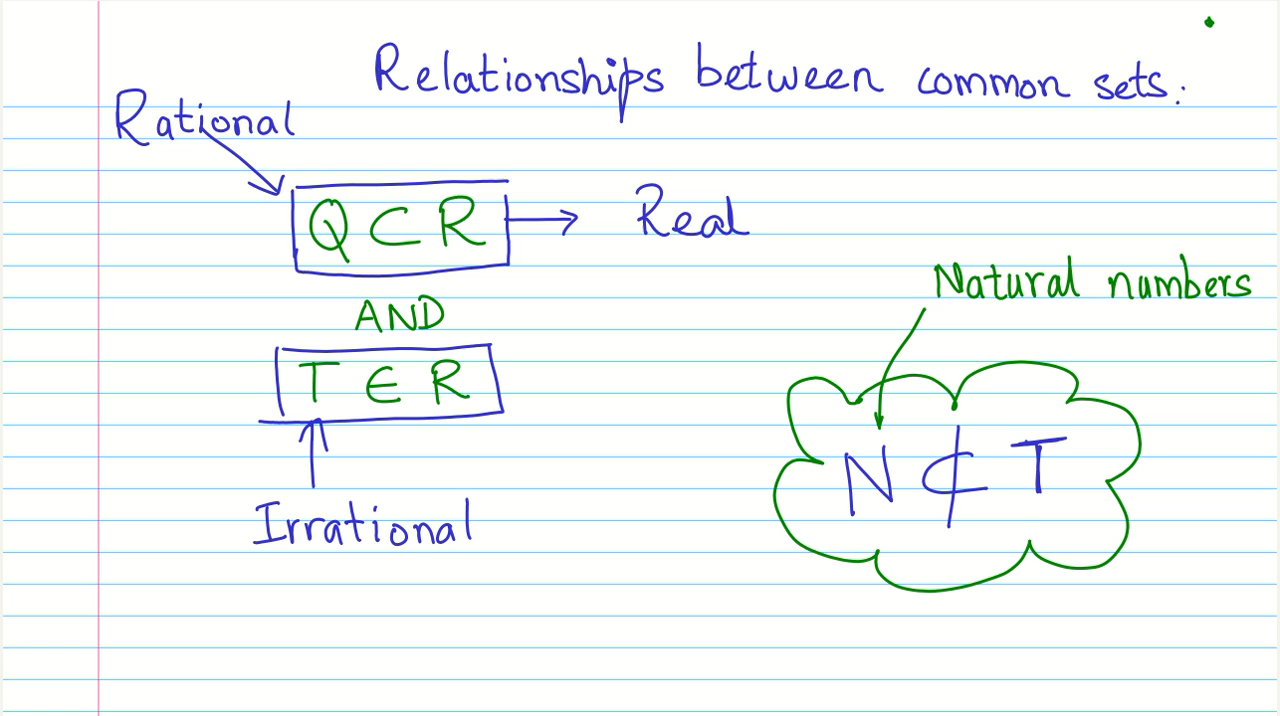 Relationships between common sets.
Rational
Q ⊂ R → Real
AND
T ∈ R
Irrational
Natural numbers
N ⊄ T